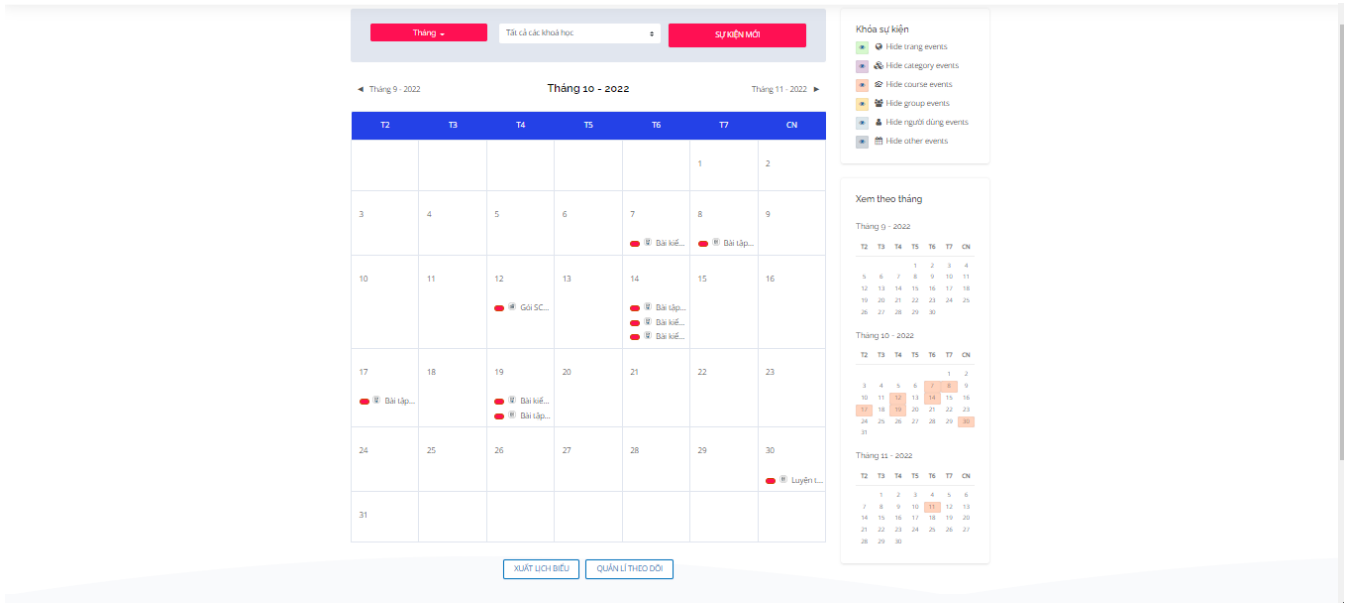 Tháng
Tất cả các khoá học
SỰ KIỆN MỚI
◄ Tháng 9 - 2022
Tháng 10 - 2022
Tháng 11 - 2022 ►
T2 T3 T4 T5 T6 T7 CN
1 2
3 4 5 6 7 8 9
Bài kiể... Bài tập...
10 11 12 13 14 15 16
Gói SC... Bài tập...
Bài kiể...
Bài kiể...
17 18 19 20 21 22 23
Bài tập... Bài kiể...
Bài tập...
24 25 26 27 28 29 30
Luyện t...
31
XUẤT LỊCH BIỂU
QUẢN LÍ THEO DÕI
Khóa sự kiện
Hide trang events
Hide category events
Hide course events
Hide group events
Hide người dùng events
Hide other events
Xem theo tháng
Tháng 9 - 2022
T2 T3 T4 T5 T6 T7 CN
1 2 3 4
5 6 7 8 9 10 11
12 13 14 15 16 17 18
19 20 21 22 23 24 25
26 27 28 29 30
Tháng 10 - 2022
T2 T3 T4 T5 T6 T7 CN
1 2
3 4 5 6 7 8 9
10 11 12 13 14 15 16
17 18 19 20 21 22 23
24 25 26 27 28 29 30
31
Tháng 11 - 2022
T2 T3 T4 T5 T6 T7 CN
1 2 3 4 5 6
7 8 9 10 11 12 13
14 15 16 17 18 19 20
21 22 23 24 25 26 27
28 29 30